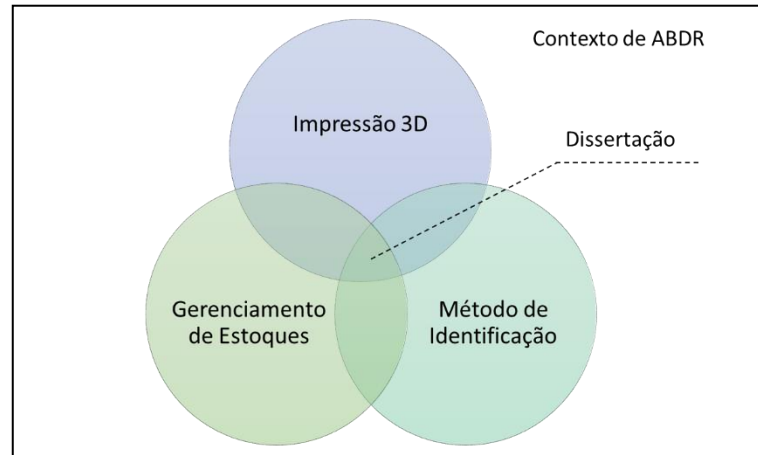 Contexto de ABDR
Impressão 3D
Dissertação
Gerenciamento
de Estoques
Método de
Identificação